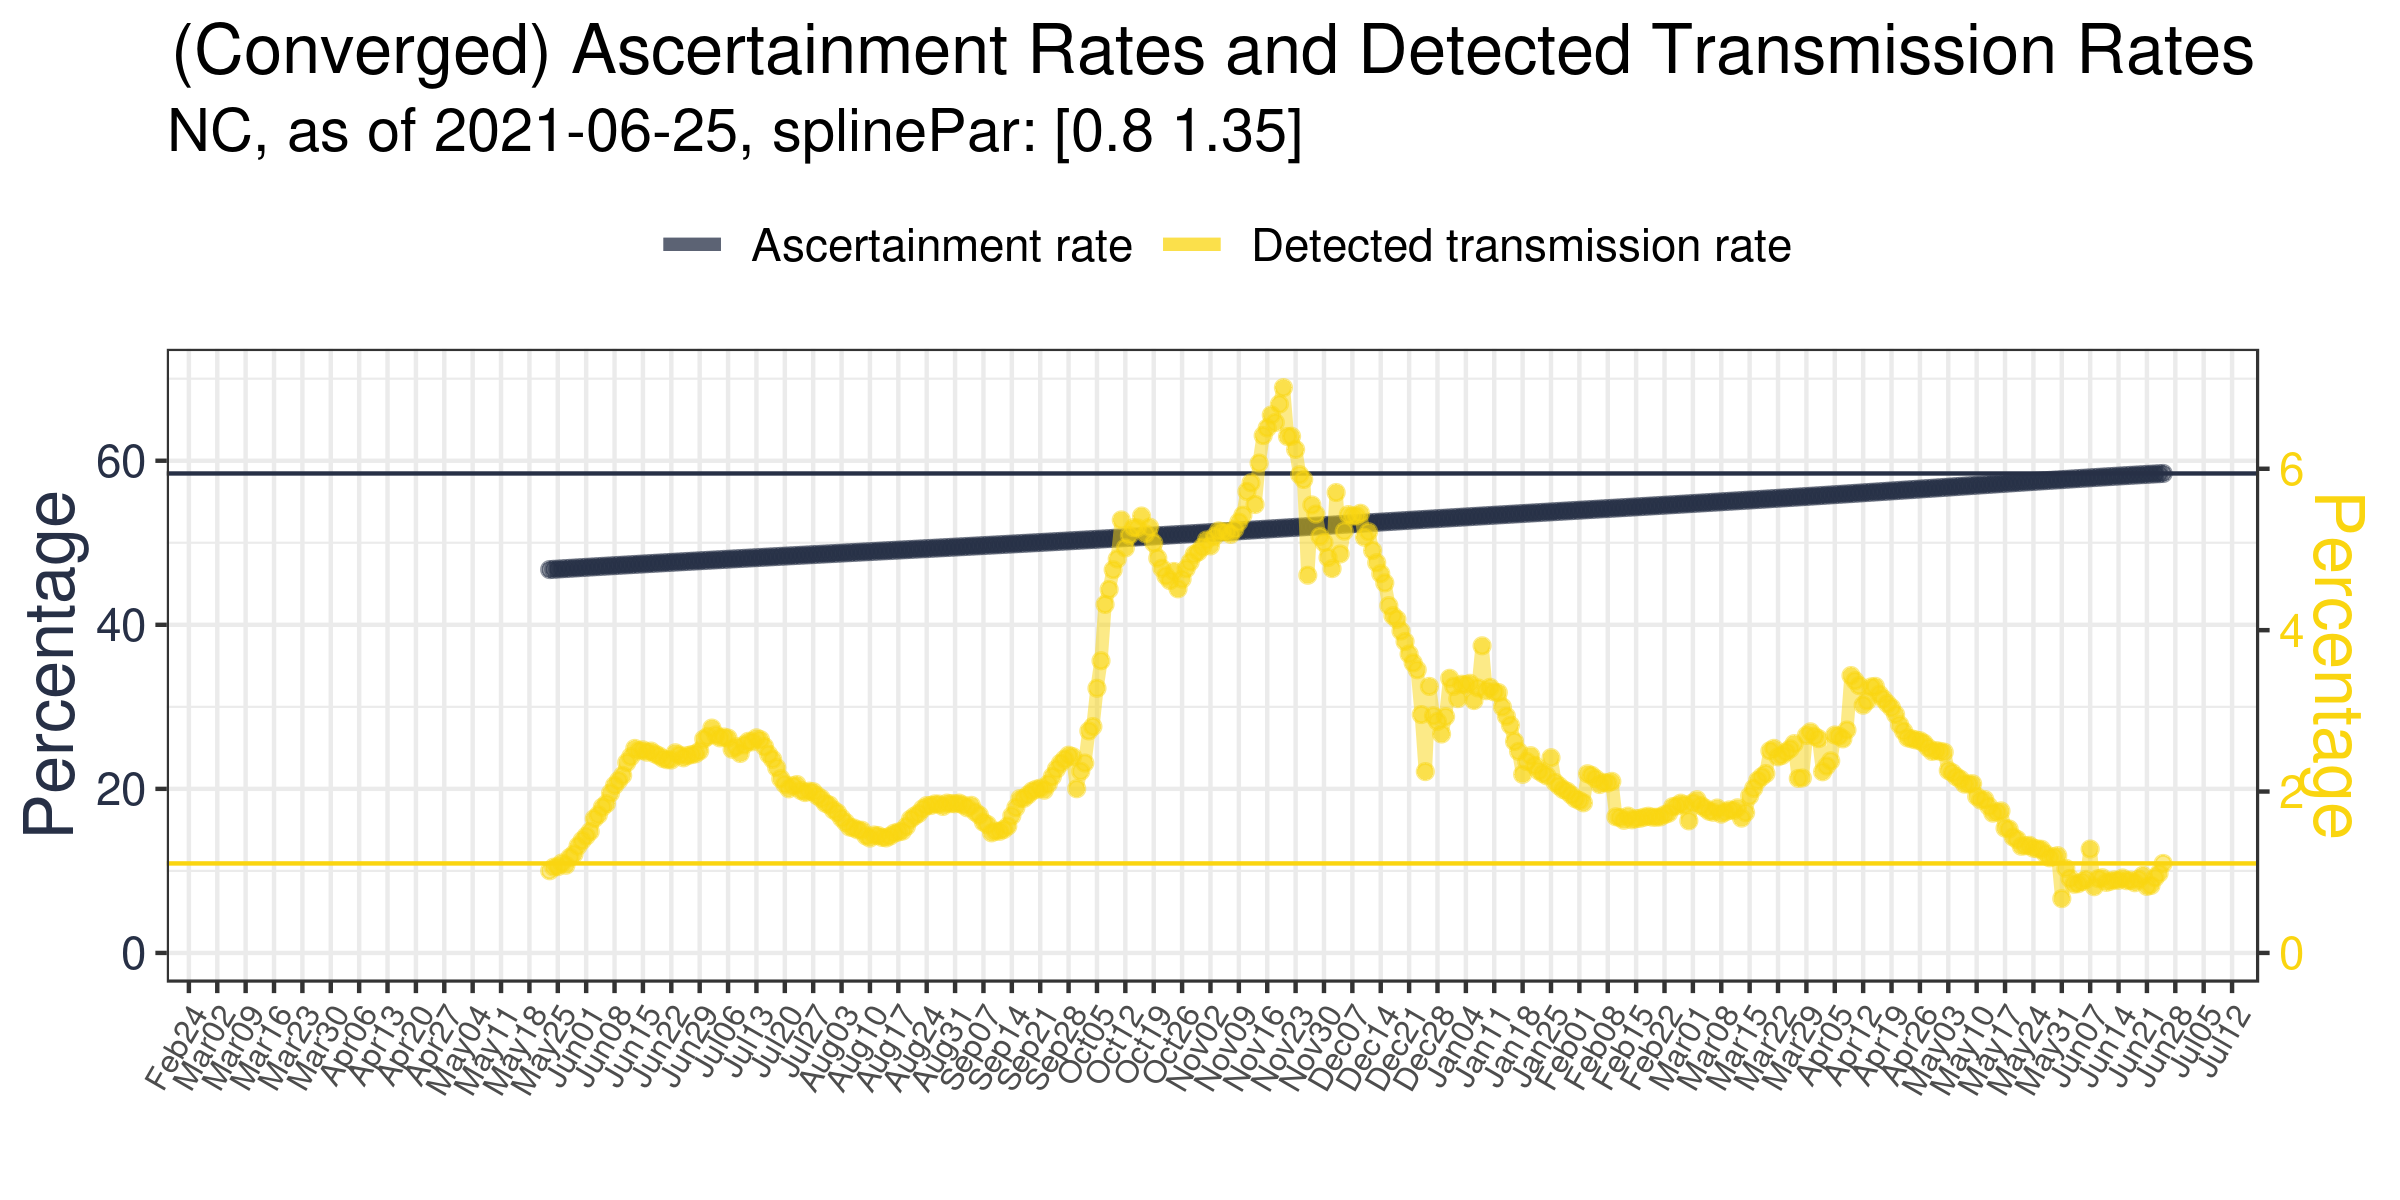 (Converged) Ascertainment Rates and Detected Transmission Rates
NC, as of 2021-06-25, splinePar: [0.8 1.35]
Ascertainment rate Detected transmission rate
Percentage
60
40
20
0
6
4
2
0
Percentage
Feb24 Mar02 Mar09 Mar16 Mar23 Mar30 Apr06 Apr13 Apr20 Apr27 May04 May11 May18 May25 Jun01 Jun08 Jun15 Jun22 Jun29 Jul06 Jul13 Jul20 Jul27 Aug03 Aug10 Aug17 Aug24 Aug31 Sep07 Sep14 Sep21 Sep28 Oct05 Oct12 Oct19 Oct26 Nov02 Nov09 Nov16 Nov23 Nov30 Dec07 Dec14 Dec21 Dec28 Jan04 Jan11 Jan18 Jan25 Feb01 Feb08 Feb15 Feb22 Mar01 Mar08 Mar15 Mar22 Mar29 Apr05 Apr12 Apr19 Apr26 May03 May10 May17 May24 May31 Jun07 Jun14 Jun21 Jun28 Jul05 Jul12